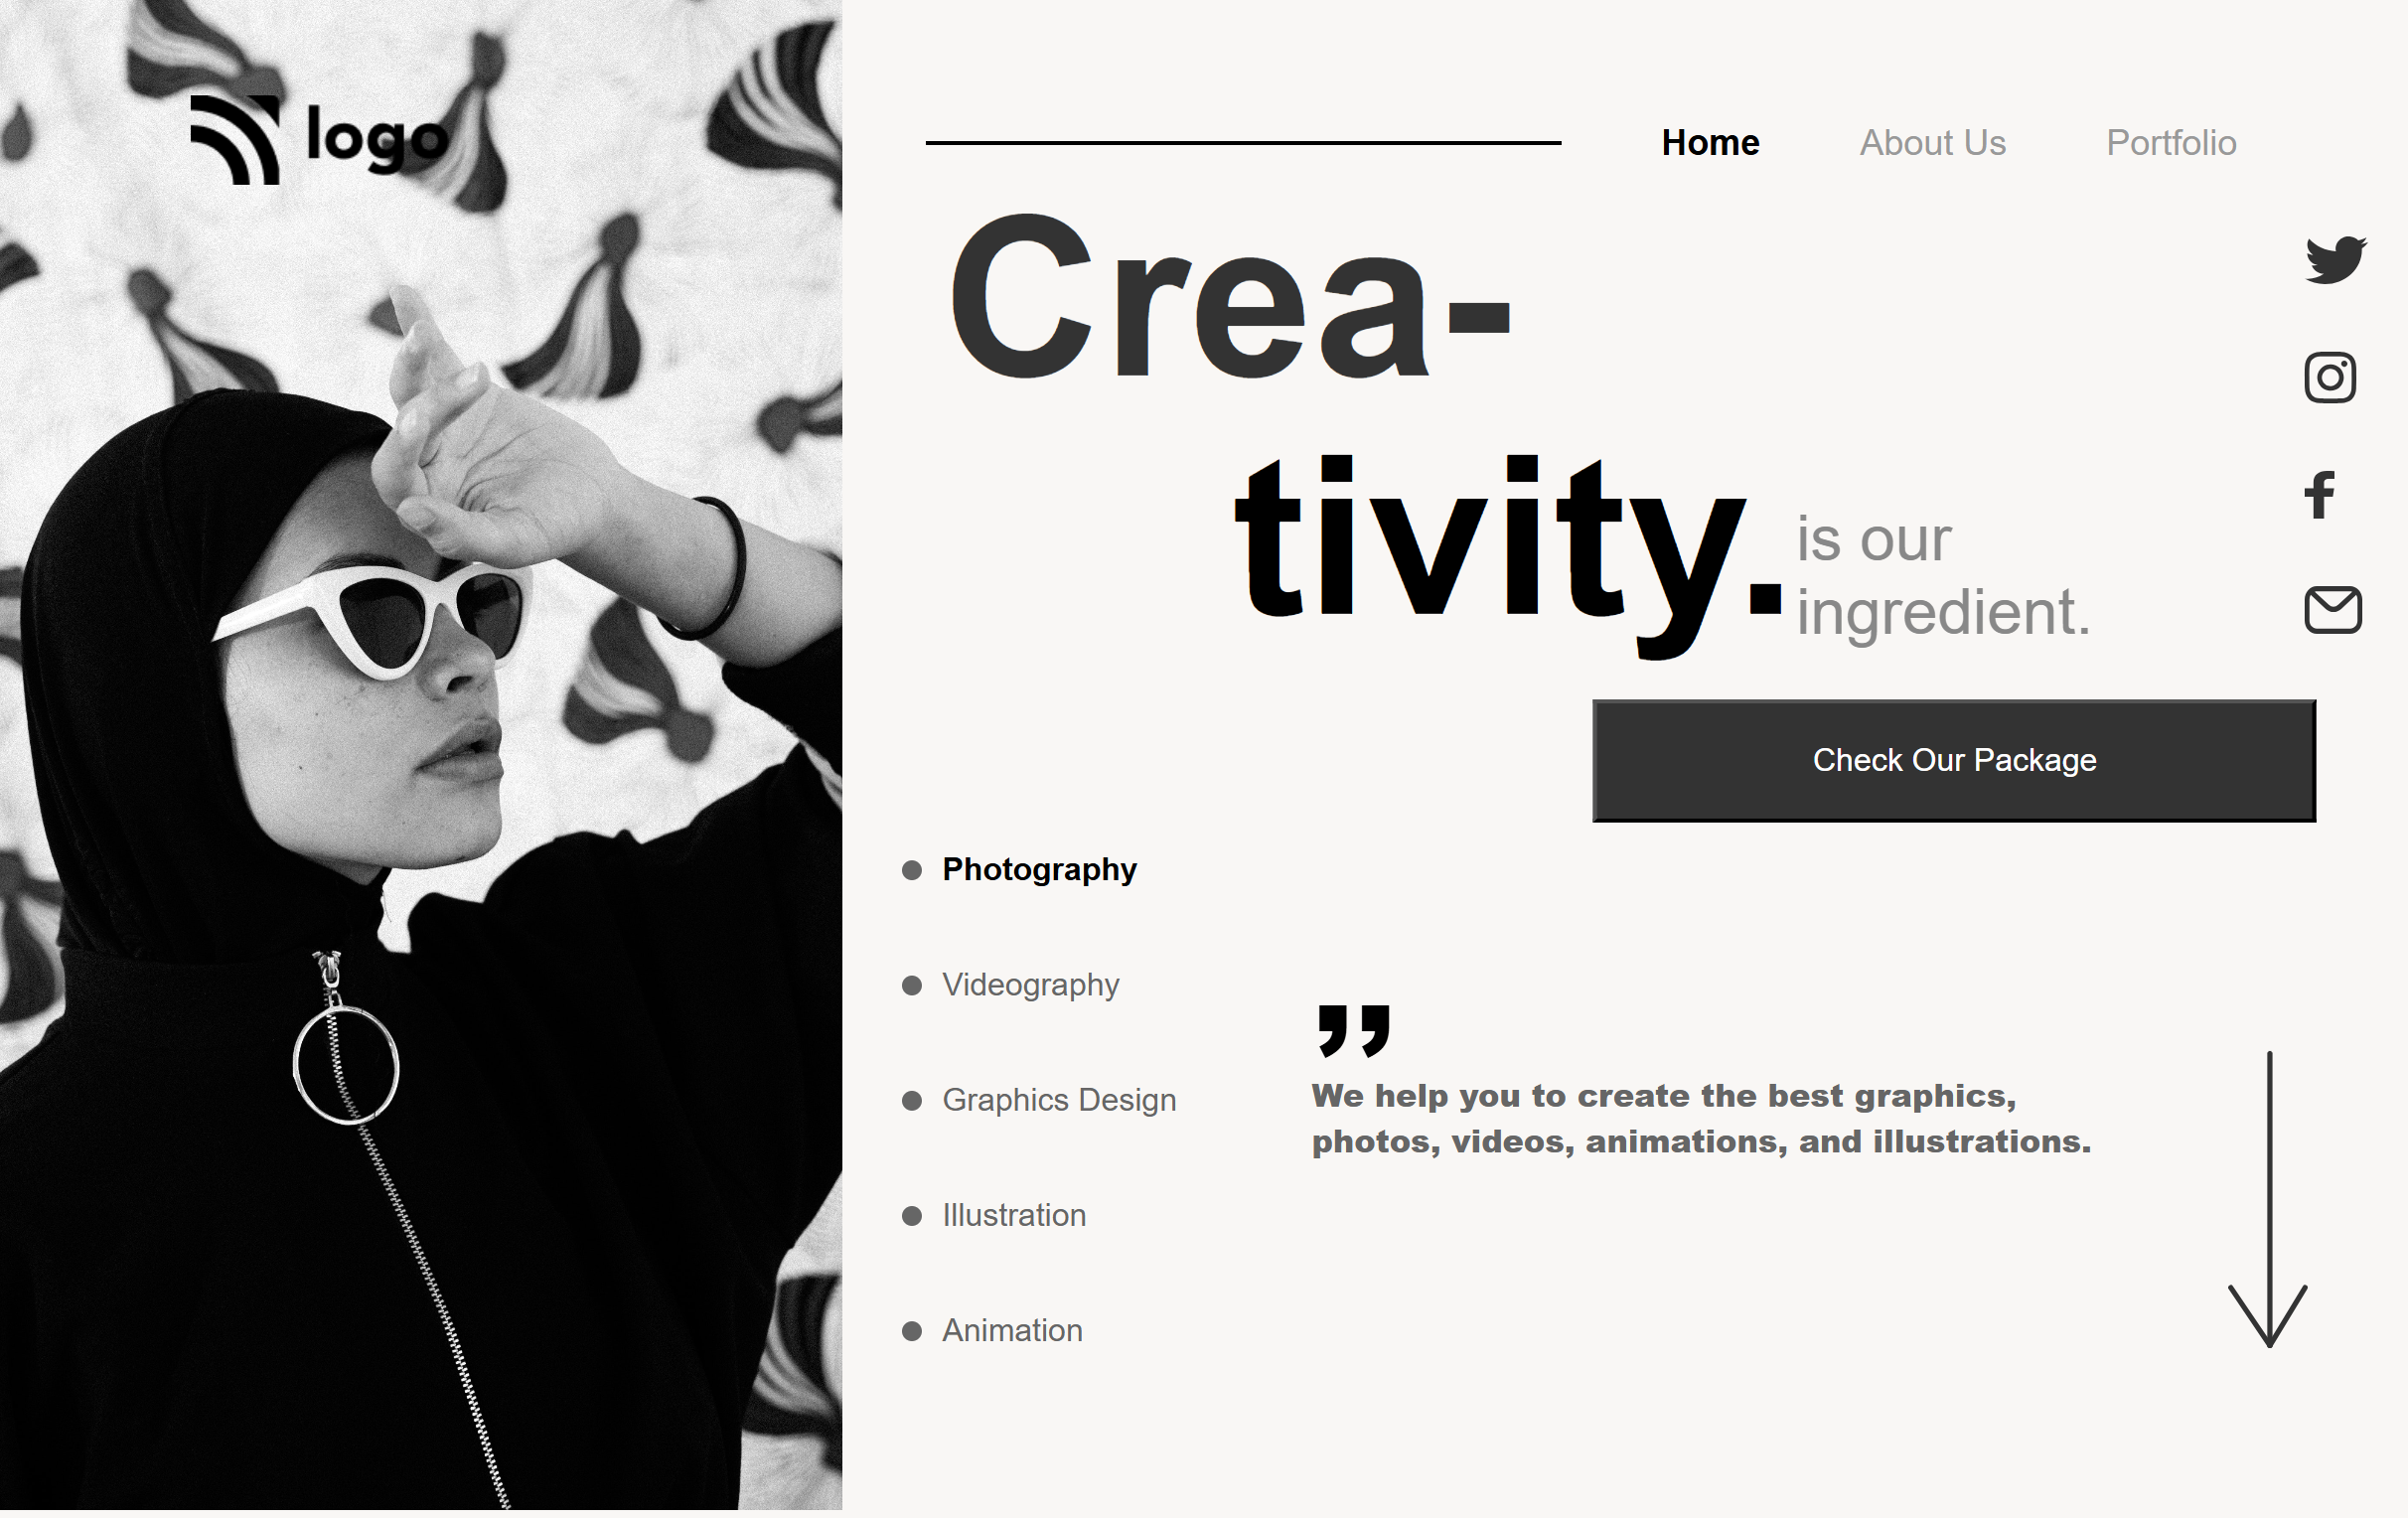 logo
Home
About Us
Portfolio
Crea-
tivity.
is our
ingredient.
Check Our Package
Photography
Videography
Graphics Design
Illustration
Animation
”
We help you to create the best graphics,
photos, videos, animations, and illustrations.